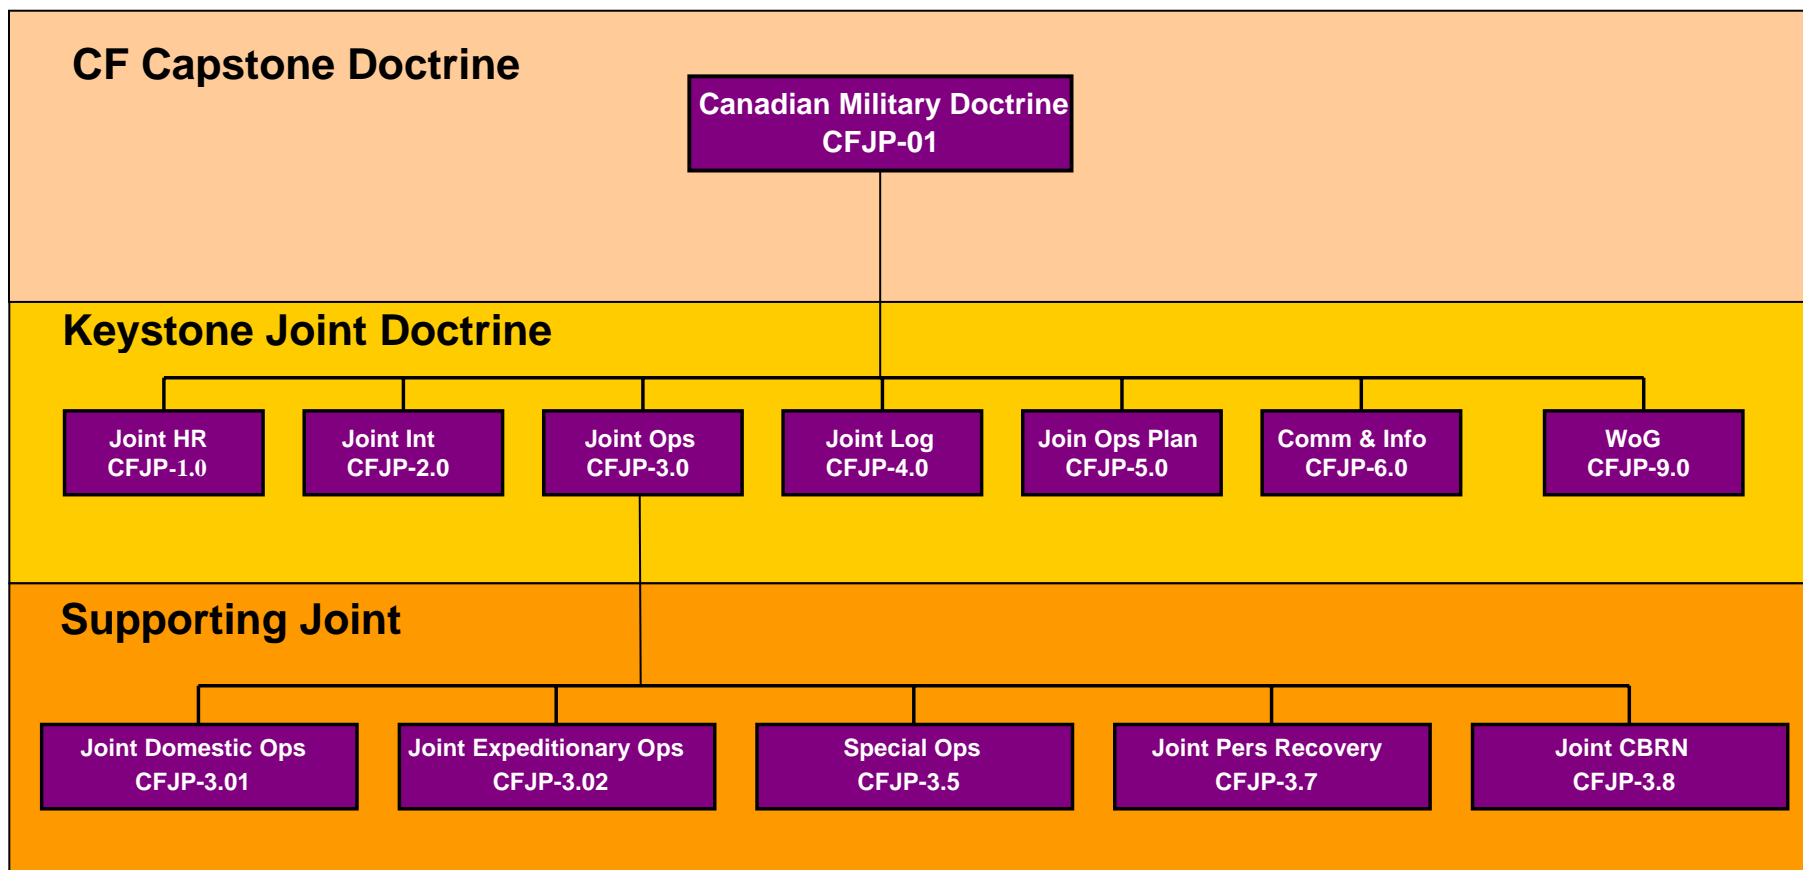 CF Capstone Doctrine
Canadian Military Doctrine
CFJP-01
Keystone Joint Doctrine
Joint HR
CFJP-1.0
Joint Int
CFJP-2.0
Joint Ops
CFJP-3.0
Joint Log
CFJP-4.0
Join Ops Plan
CFJP-5.0
Comm & Info
CFJP-6.0
WoG
CFJP-9.0
Supporting Joint
Joint Domestic Ops
CFJP-3.01
Joint Expeditionary Ops
CFJP-3.02
Special Ops
CFJP-3.5
Joint Pers Recovery
CFJP-3.7
Joint CBRN
CFJP-3.8